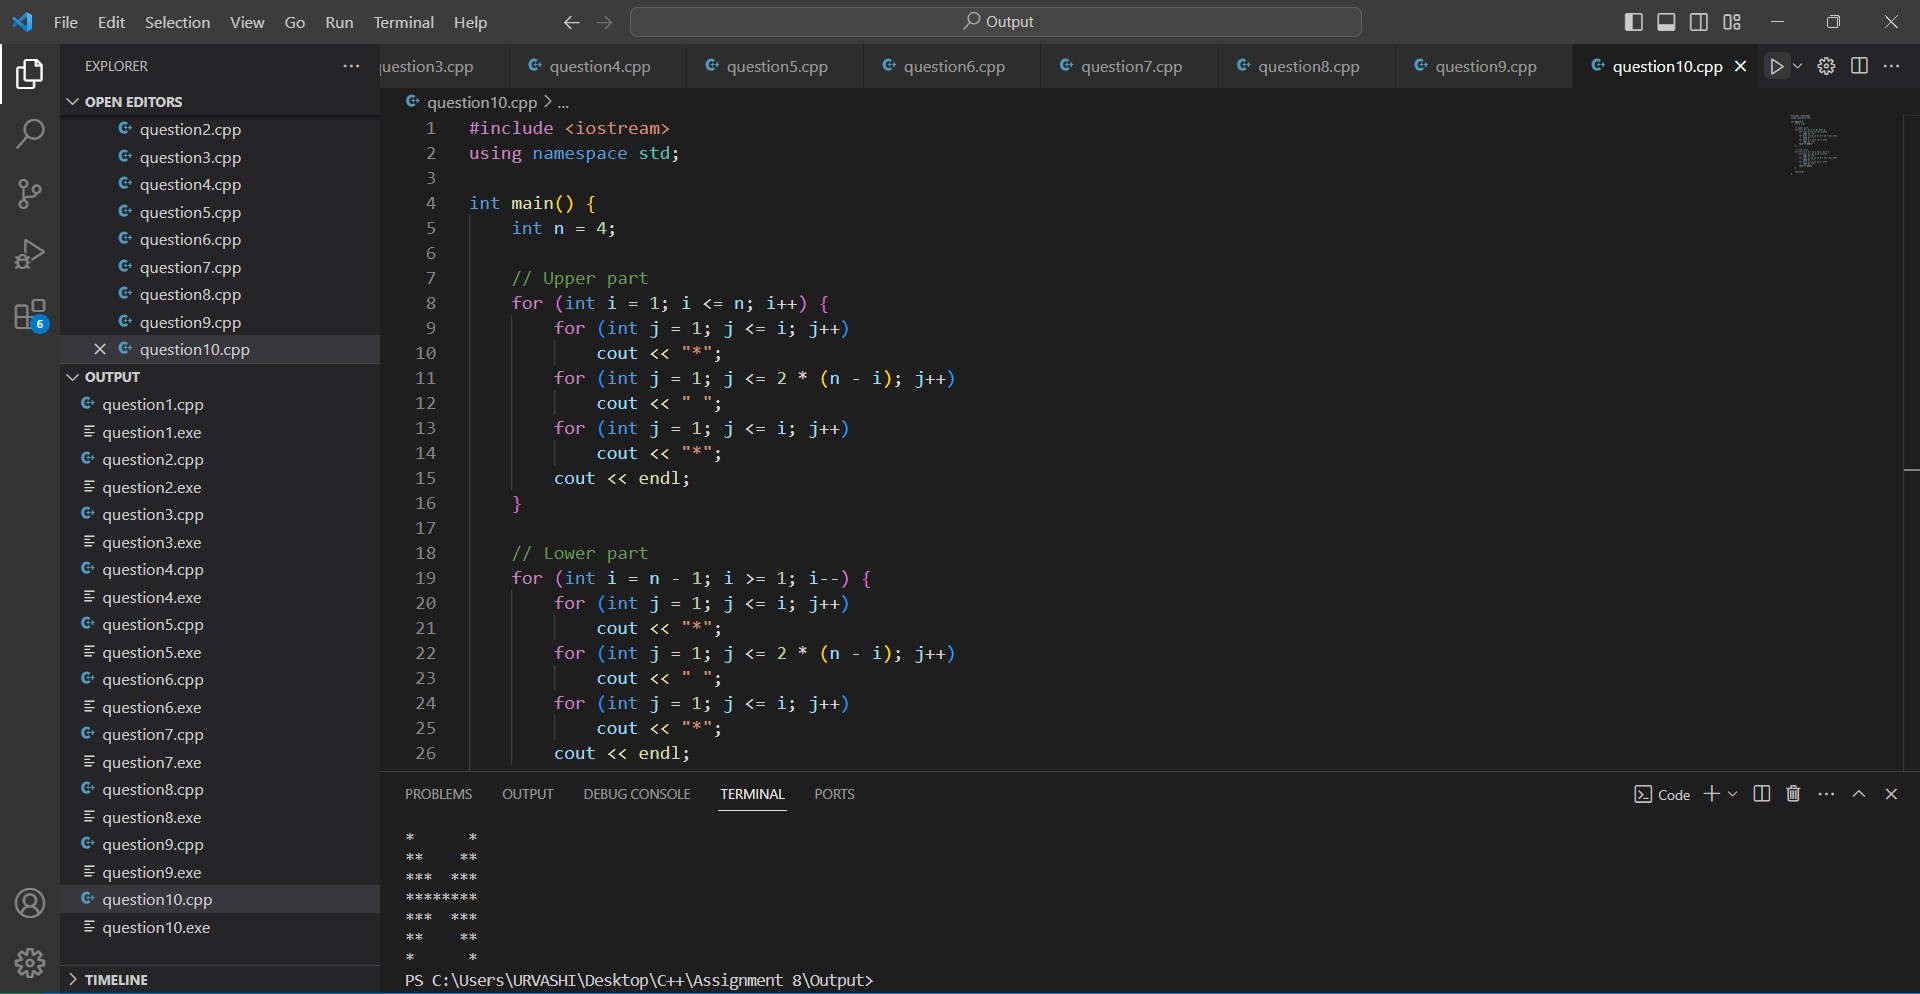 File Edit Selection View Go Run Terminal Help
Output
EXPLORER
OPEN EDITORS
question2.cpp
question3.cpp
question4.cpp
question5.cpp
question6.cpp
question7.cpp
question8.cpp
question9.cpp
question10.cpp
OUTPUT
question1.cpp
question1.exe
question2.cpp
question2.exe
question3.cpp
question3.exe
question4.cpp
question4.exe
question5.cpp
question5.exe
question6.cpp
question6.exe
question7.cpp
question7.exe
question8.cpp
question8.exe
question9.cpp
question9.exe
question10.cpp
question10.exe
TIMELINE
6
uestion3.cpp question4.cpp question5.cpp question6.cpp question7.cpp question8.cpp question9.cpp question10.cpp
question10.cpp > ...
1 #include <iostream>
2 using namespace std;
3
4 int main() {
5     int n = 4;
6
7     // Upper part
8     for (int i = 1; i <= n; i++) {
9         for (int j = 1; j <= i; j++)
10             cout << "*";
11         for (int j = 1; j <= 2 * (n - i); j++)
12             cout << " ";
13         for (int j = 1; j <= i; j++)
14             cout << "*";
15         cout << endl;
16     }
17
18     // Lower part
19     for (int i = n - 1; i >= 1; i--) {
20         for (int j = 1; j <= i; j++)
21             cout << "*";
22         for (int j = 1; j <= 2 * (n - i); j++)
23             cout << " ";
24         for (int j = 1; j <= i; j++)
25             cout << "*";
26         cout << endl;
PROBLEMS OUTPUT DEBUG CONSOLE TERMINAL PORTS
Code
*      *
**    **
***  ***
********
***  ***
**    **
*      *
PS C:\Users\URVASHI\Desktop\C++\Assignment 8\Output>